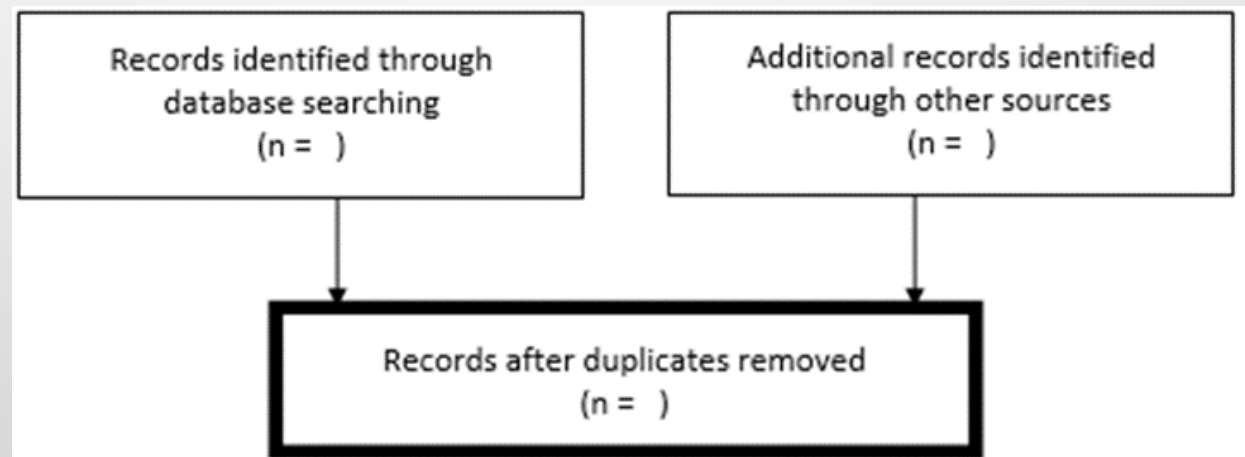 Records identified through
database searching
(n =   )
Additional records identified
through other sources
(n =   )
Records after duplicates removed
(n =   )